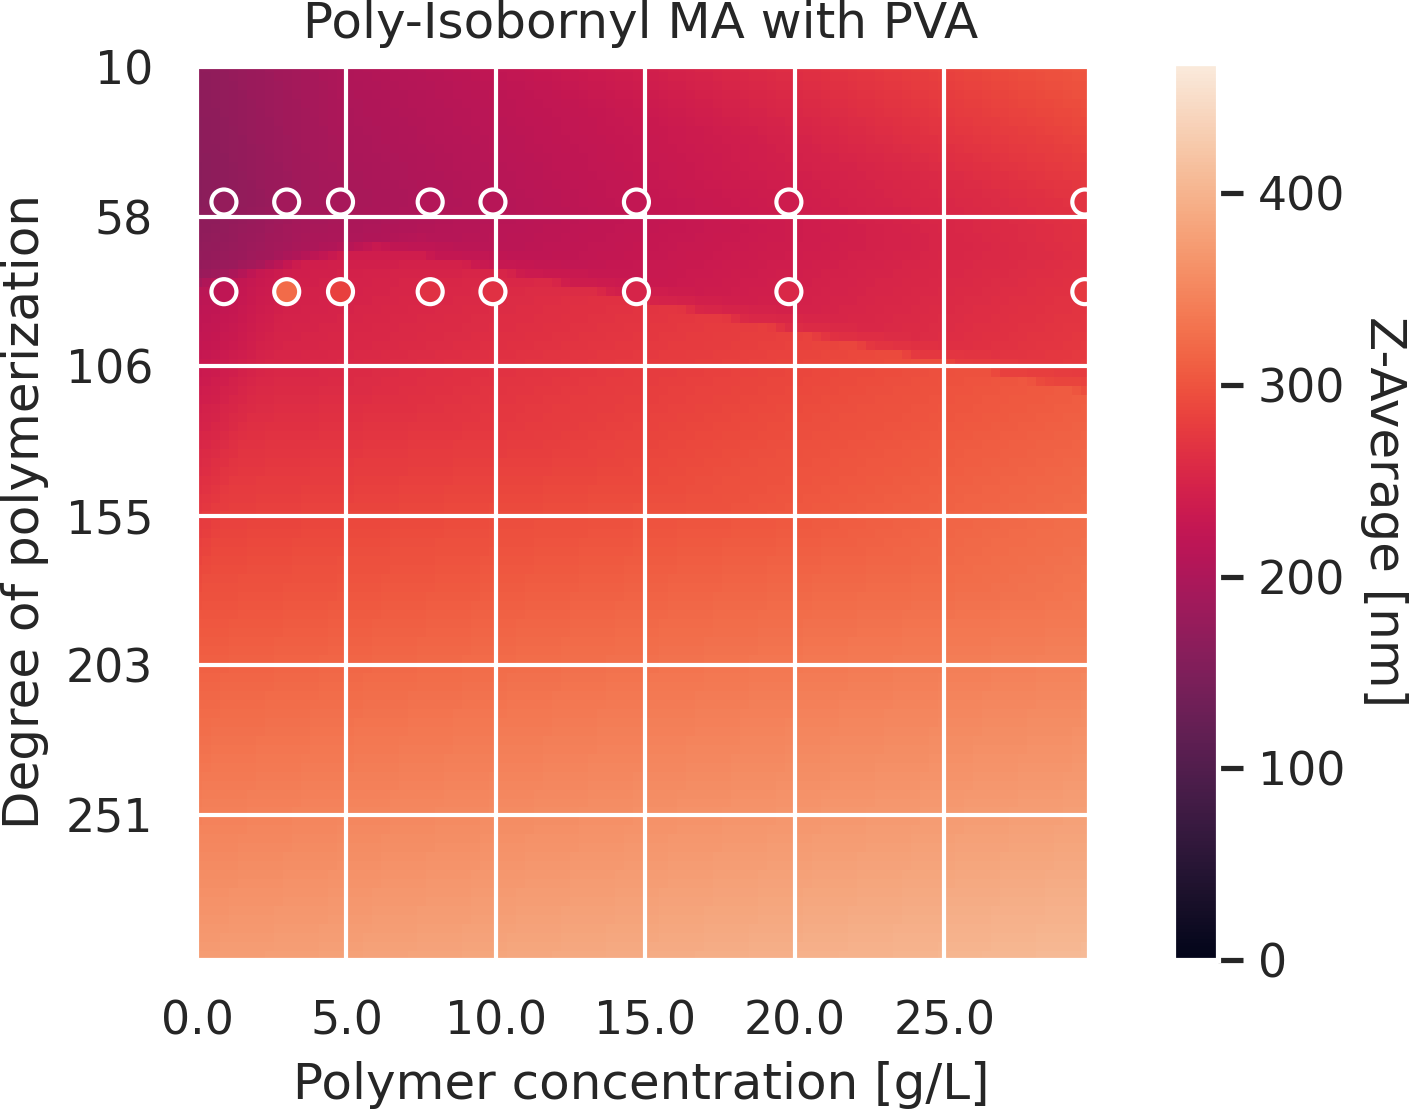 Poly-Isobornyl MA with PVA
10
58
106
155
203
251
Degree of polymerization
0.0 5.0 10.0 15.0 20.0 25.0
Polymer concentration [g/L]
400
300
200
100
0
Z-Average [nm]